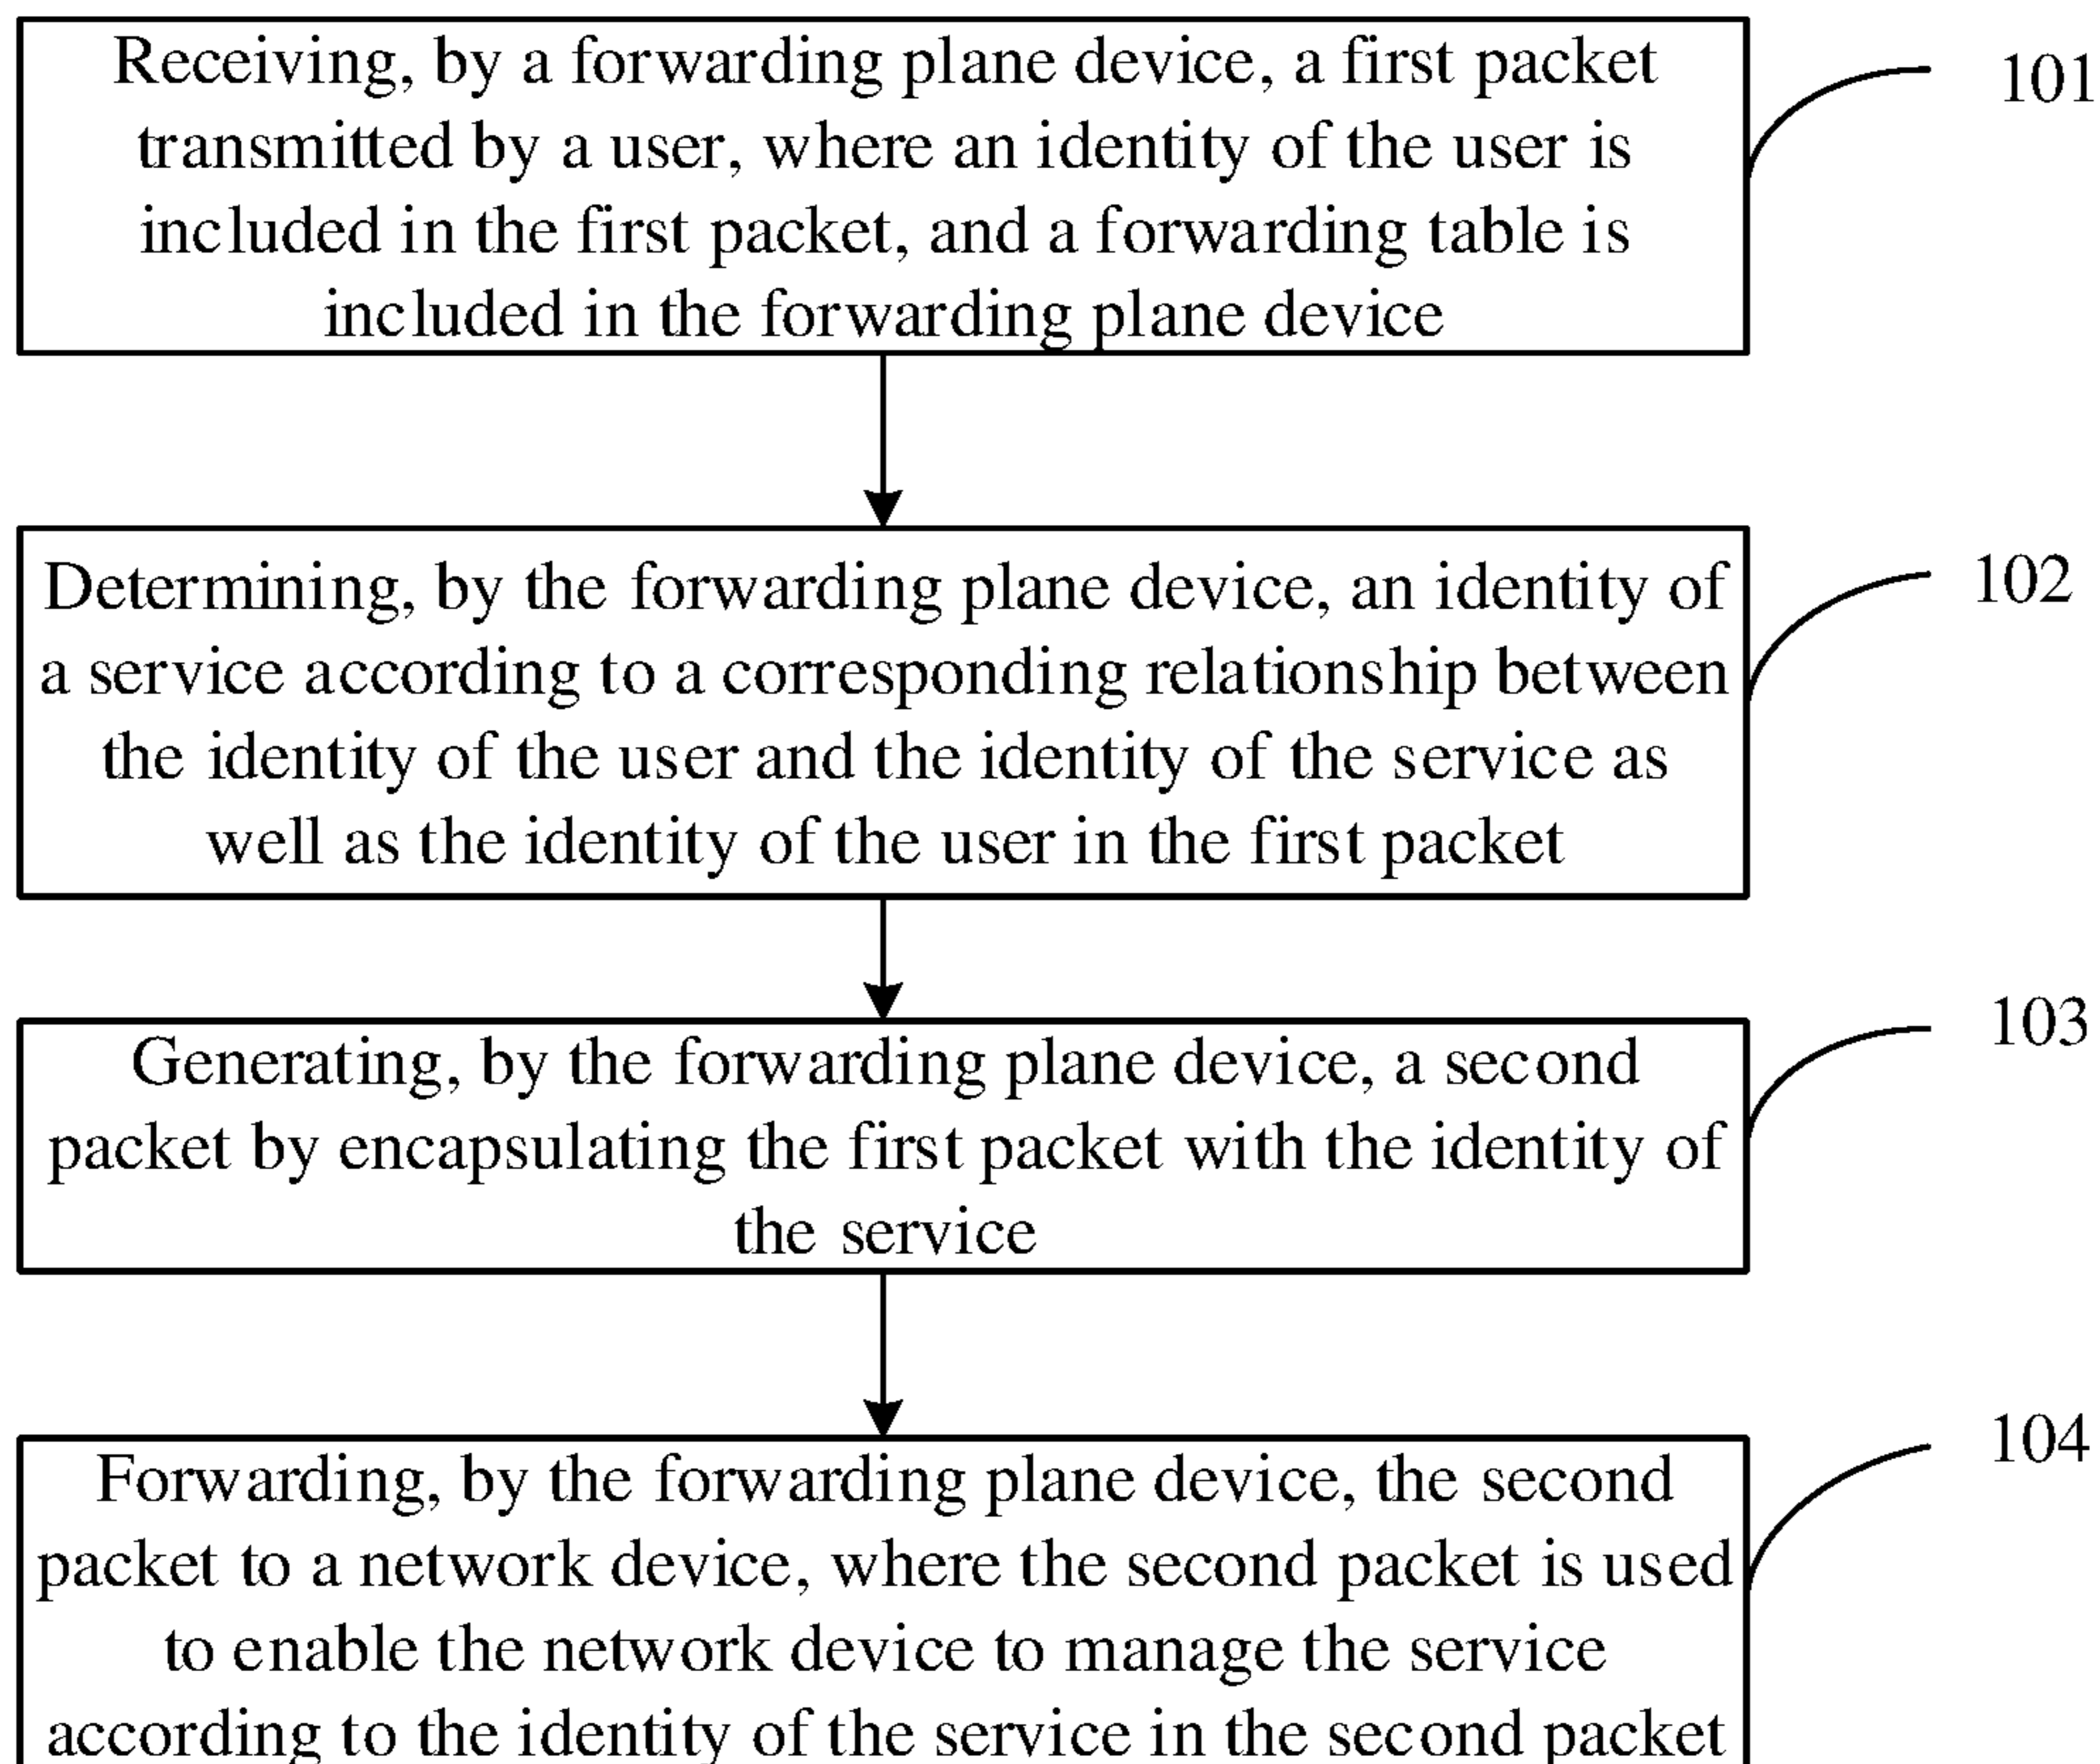 Receiving, by a forwarding plane device, a first packet
transmitted by a user, where an identity of the user is
included in the first packet, and a forwarding table is
included in the forwarding plane device
101
Determining, by the forwarding plane device, an identity of
a service according to a corresponding relationship between
the identity of the user and the identity of the service as
well as the identity of the user in the first packet
102
Generating, by the forwarding plane device, a second
packet by encapsulating the first packet with the identity of
the service
103
Forwarding, by the forwarding plane device, the second
packet to a network device, where the second packet is used
to enable the network device to manage the service
according to the identity of the service in the second packet
104